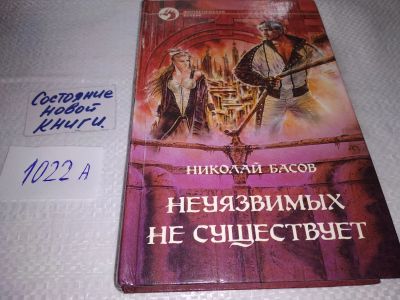 Состояние
новой
книги.
1022 А
НИКОЛАЙ БАСОВ
НЕУЯЗВИМЫХ
НЕ СУЩЕСТВУЕТ